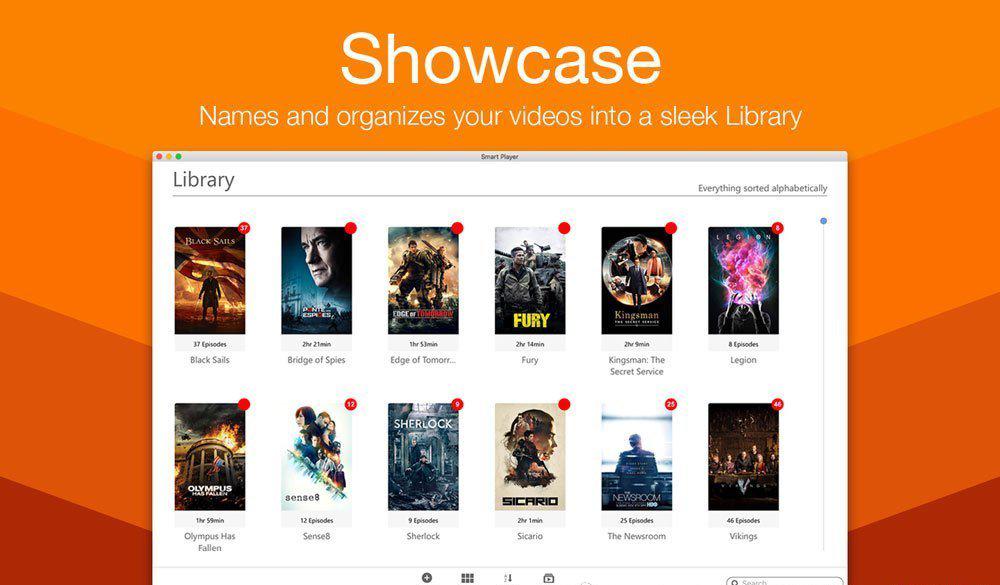 Showcase
Names and organizes your videos into a sleek Library
Smart Player
Library
Everything sorted alphabetically
37
BLACK SAILS
37 Episodes
Black Sails
PONTE
ESPIÕES
2hr 21min
Bridge of Spies
EDGE OF TOMORROW
1hr 53min
Edge of Tomorr...
FURY
2hr 14min
Fury
Kingsman
THE SECRET SERVICE
2hr 9min
Kingsman: The
Secret Service
8
LEGION
8 Episodes
Legion
OLYMPUS
HAS FALLEN
1hr 59min
Olympus Has
Fallen
12
sense8
12 Episodes
Sense8
9
SHERLOCK
9 Episodes
Sherlock
SICARIO
2hr 1min
Sicario
25
THE
NEWSROOM
HBO
25 Episodes
The Newsroom
46
46 Episodes
Vikings
Search